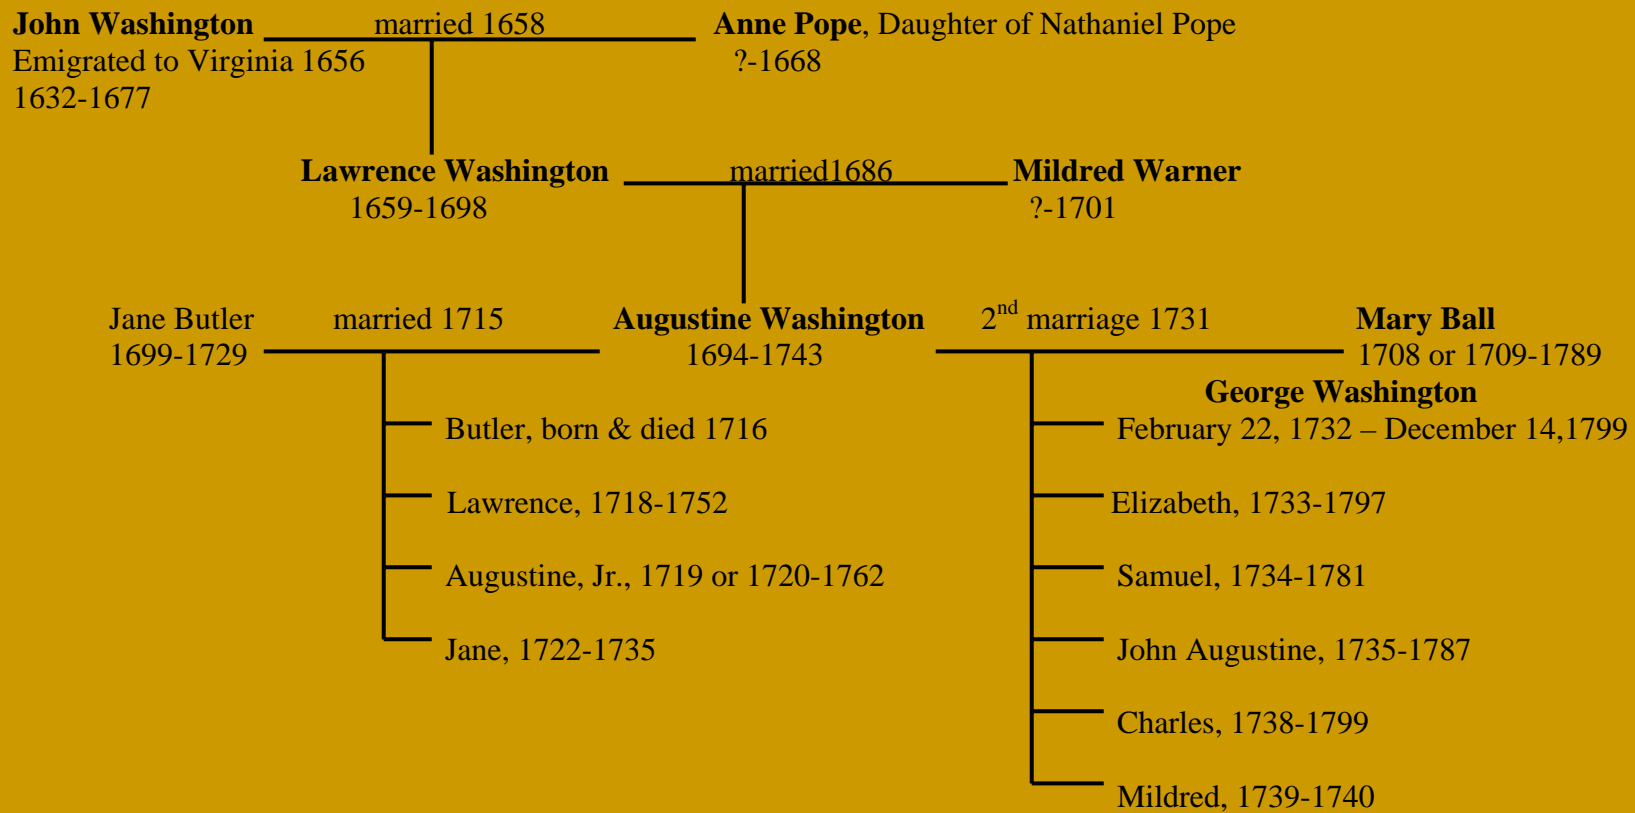 John Washington married 1658 Anne Pope, Daughter of Nathaniel Pope
Emigrated to Virginia 1656 ?-1668
1632-1677
Lawrence Washington married1686 Mildred Warner
1659-1698 ?-1701
Jane Butler married 1715 Augustine Washington 2nd marriage 1731 Mary Ball
1699-1729 1694-1743 1708 or 1709-1789
George Washington
Butler, born & died 1716 February 22, 1732 – December 14,1799
Lawrence, 1718-1752 Elizabeth, 1733-1797
Augustine, Jr., 1719 or 1720-1762 Samuel, 1734-1781
Jane, 1722-1735 John Augustine, 1735-1787
Charles, 1738-1799
Mildred, 1739-1740